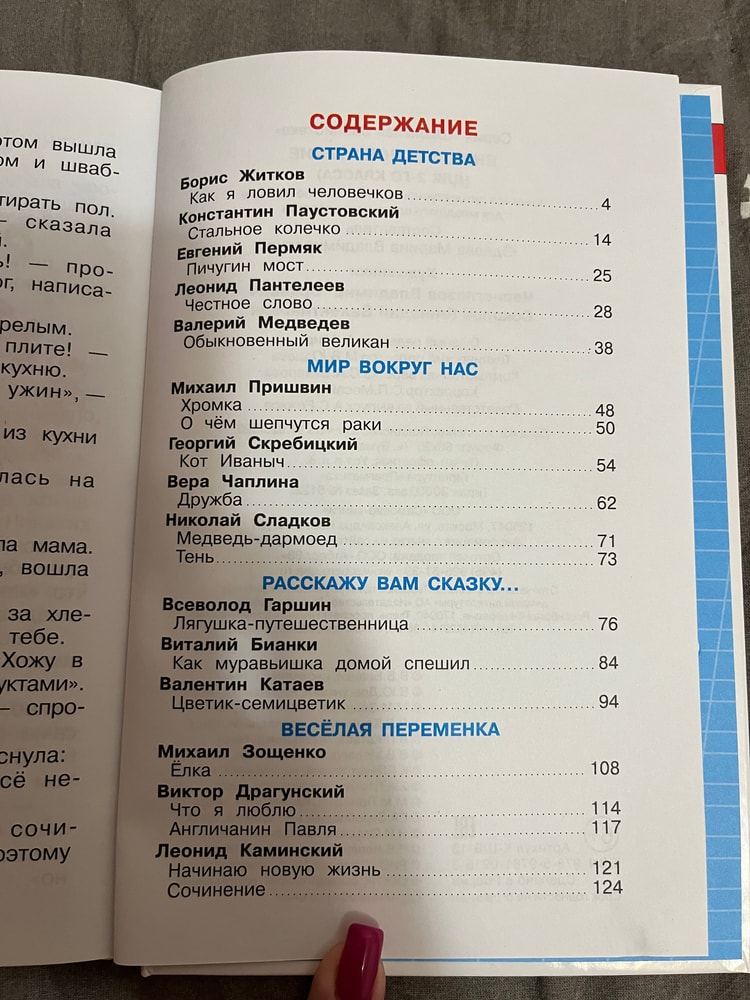 отом вышла
ом и шваб-
тирать пол.
— сказала
й.
ь! — про-
ог, написа-
релым.
плите! —
кухню.
ужин», —
из кухни
лась на
ла мама.
, вошла
за хле-
тебе.
Хожу в
уктами».
— спро-
снула:
сё не-
сочи-
оэтому
СОДЕРЖАНИЕ
СТРАНА ДЕТСТВА
Борис Житков
Как я ловил человечков 4
Константин Паустовский
Стальное колечко 14
Евгений Пермяк
Пичугин мост 25
Леонид Пантелеев
Честное слово 28
Валерий Медведев
Обыкновенный великан 38
МИР ВОКРУГ НАС
Михаил Пришвин
Хромка 48
О чём шепчутся раки 50
Георгий Скребицкий
Кот Иваныч 54
Вера Чаплина
Дружба 62
Николай Сладков
Медведь-дармоед 71
Тень 73
РАССКАЖУ ВАМ СКАЗКУ...
Всеволод Гаршин
Лягушка-путешественница 76
Виталий Бианки
Как муравьишка домой спешил 84
Валентин Катаев
Цветик-семицветик 94
ВЕСЁЛАЯ ПЕРЕМЕНКА
Михаил Зощенко
Ёлка 108
Виктор Драгунский
Что я люблю 114
Англичанин Павля 117
Леонид Каминский
Начинаю новую жизнь 121
Сочинение 124